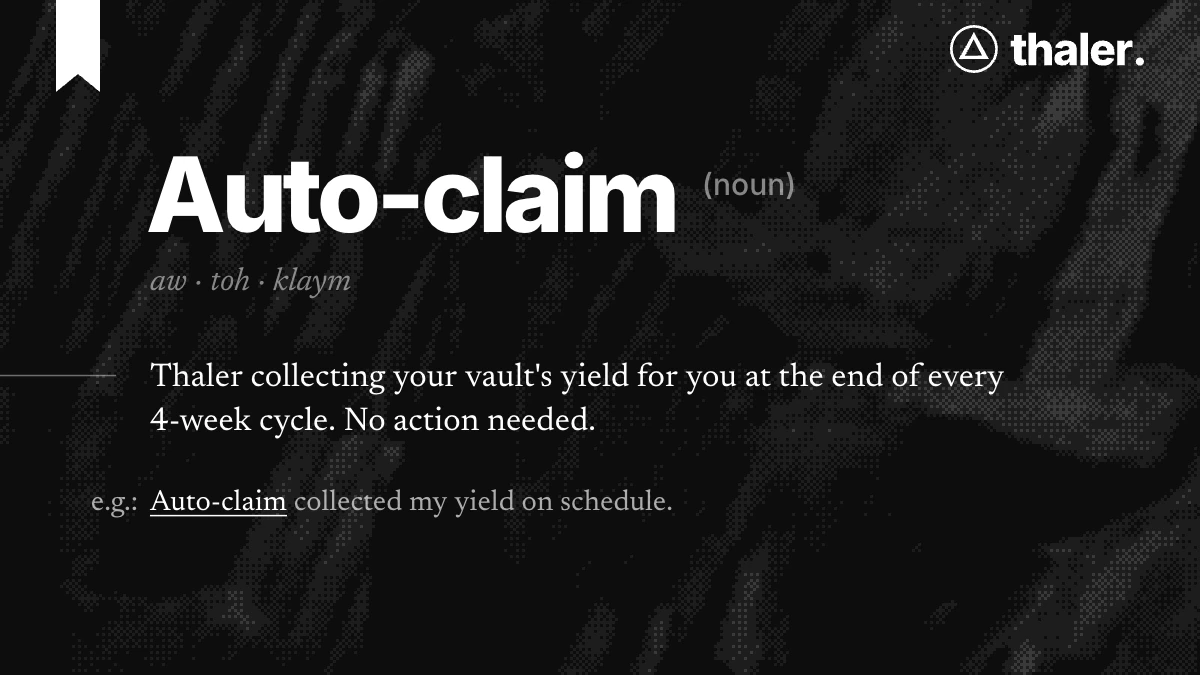 thaler.
Auto-claim (noun)
aw · toh · klaym
Thaler collecting your vault's yield for you at the end of every
4-week cycle. No action needed.
e.g.: Auto-claim collected my yield on schedule.